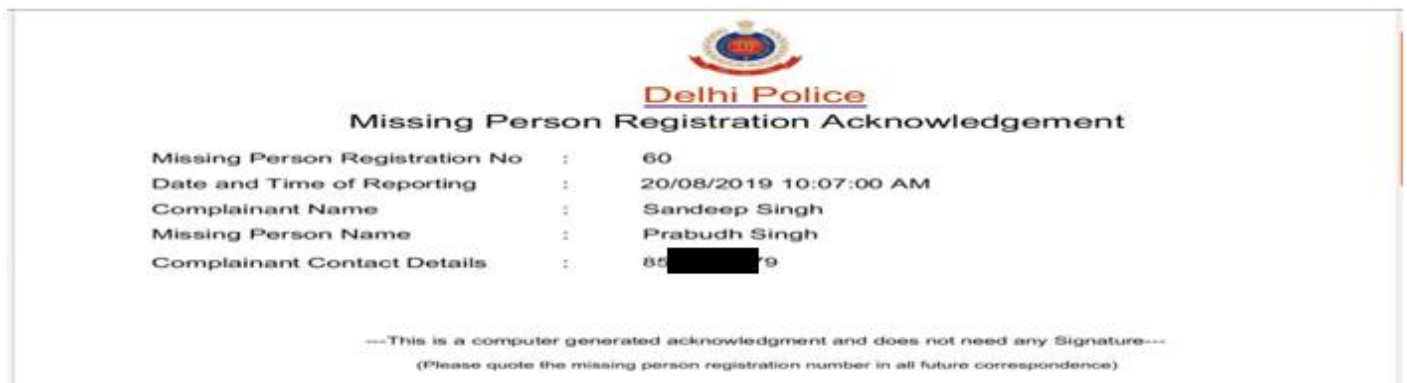 Delhi Police
Missing Person Registration Acknowledgement
Missing Person Registration No : 60
Date and Time of Reporting : 20/08/2019 10:07:00 AM
Complainant Name : Sandeep Singh
Missing Person Name : Prabudh Singh
Complainant Contact Details : 85 79
---This is a computer generated acknowledgment and does not need any Signature---
(Please quote the missing person registration number in all future correspondence)